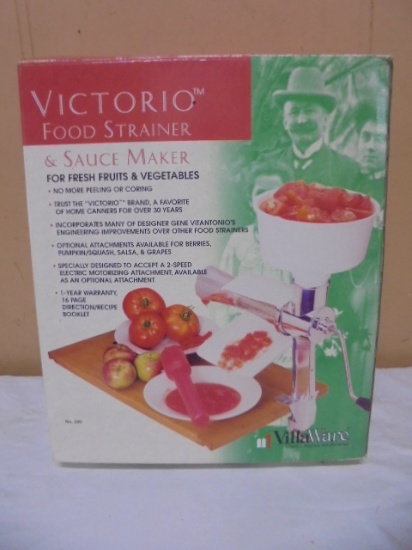 VICTORIO™
FOOD STRAINER
& SAUCE MAKER
FOR FRESH FRUITS & VEGETABLES
• NO MORE PEELING OR CORING
• TRUST THE "VICTORIO™" BRAND, A FAVORITE
OF HOME CANNERS FOR OVER 30 YEARS
• INCORPORATES MANY OF DESIGNER GENE VITANTONIO'S
ENGINEERING IMPROVEMENTS OVER OTHER FOOD STRAINERS
• OPTIONAL ATTACHMENTS AVAILABLE FOR BERRIES,
PUMPKIN/SQUASH, SALSA, & GRAPES
• SPECIALLY DESIGNED TO ACCEPT A 2-SPEED
ELECTRIC MOTORIZING ATTACHMENT, AVAILABLE
AS AN OPTIONAL ATTACHMENT
• 1-YEAR WARRANTY,
16 PAGE
DIRECTION/RECIPE
BOOKLET
No. 200
VillaWare